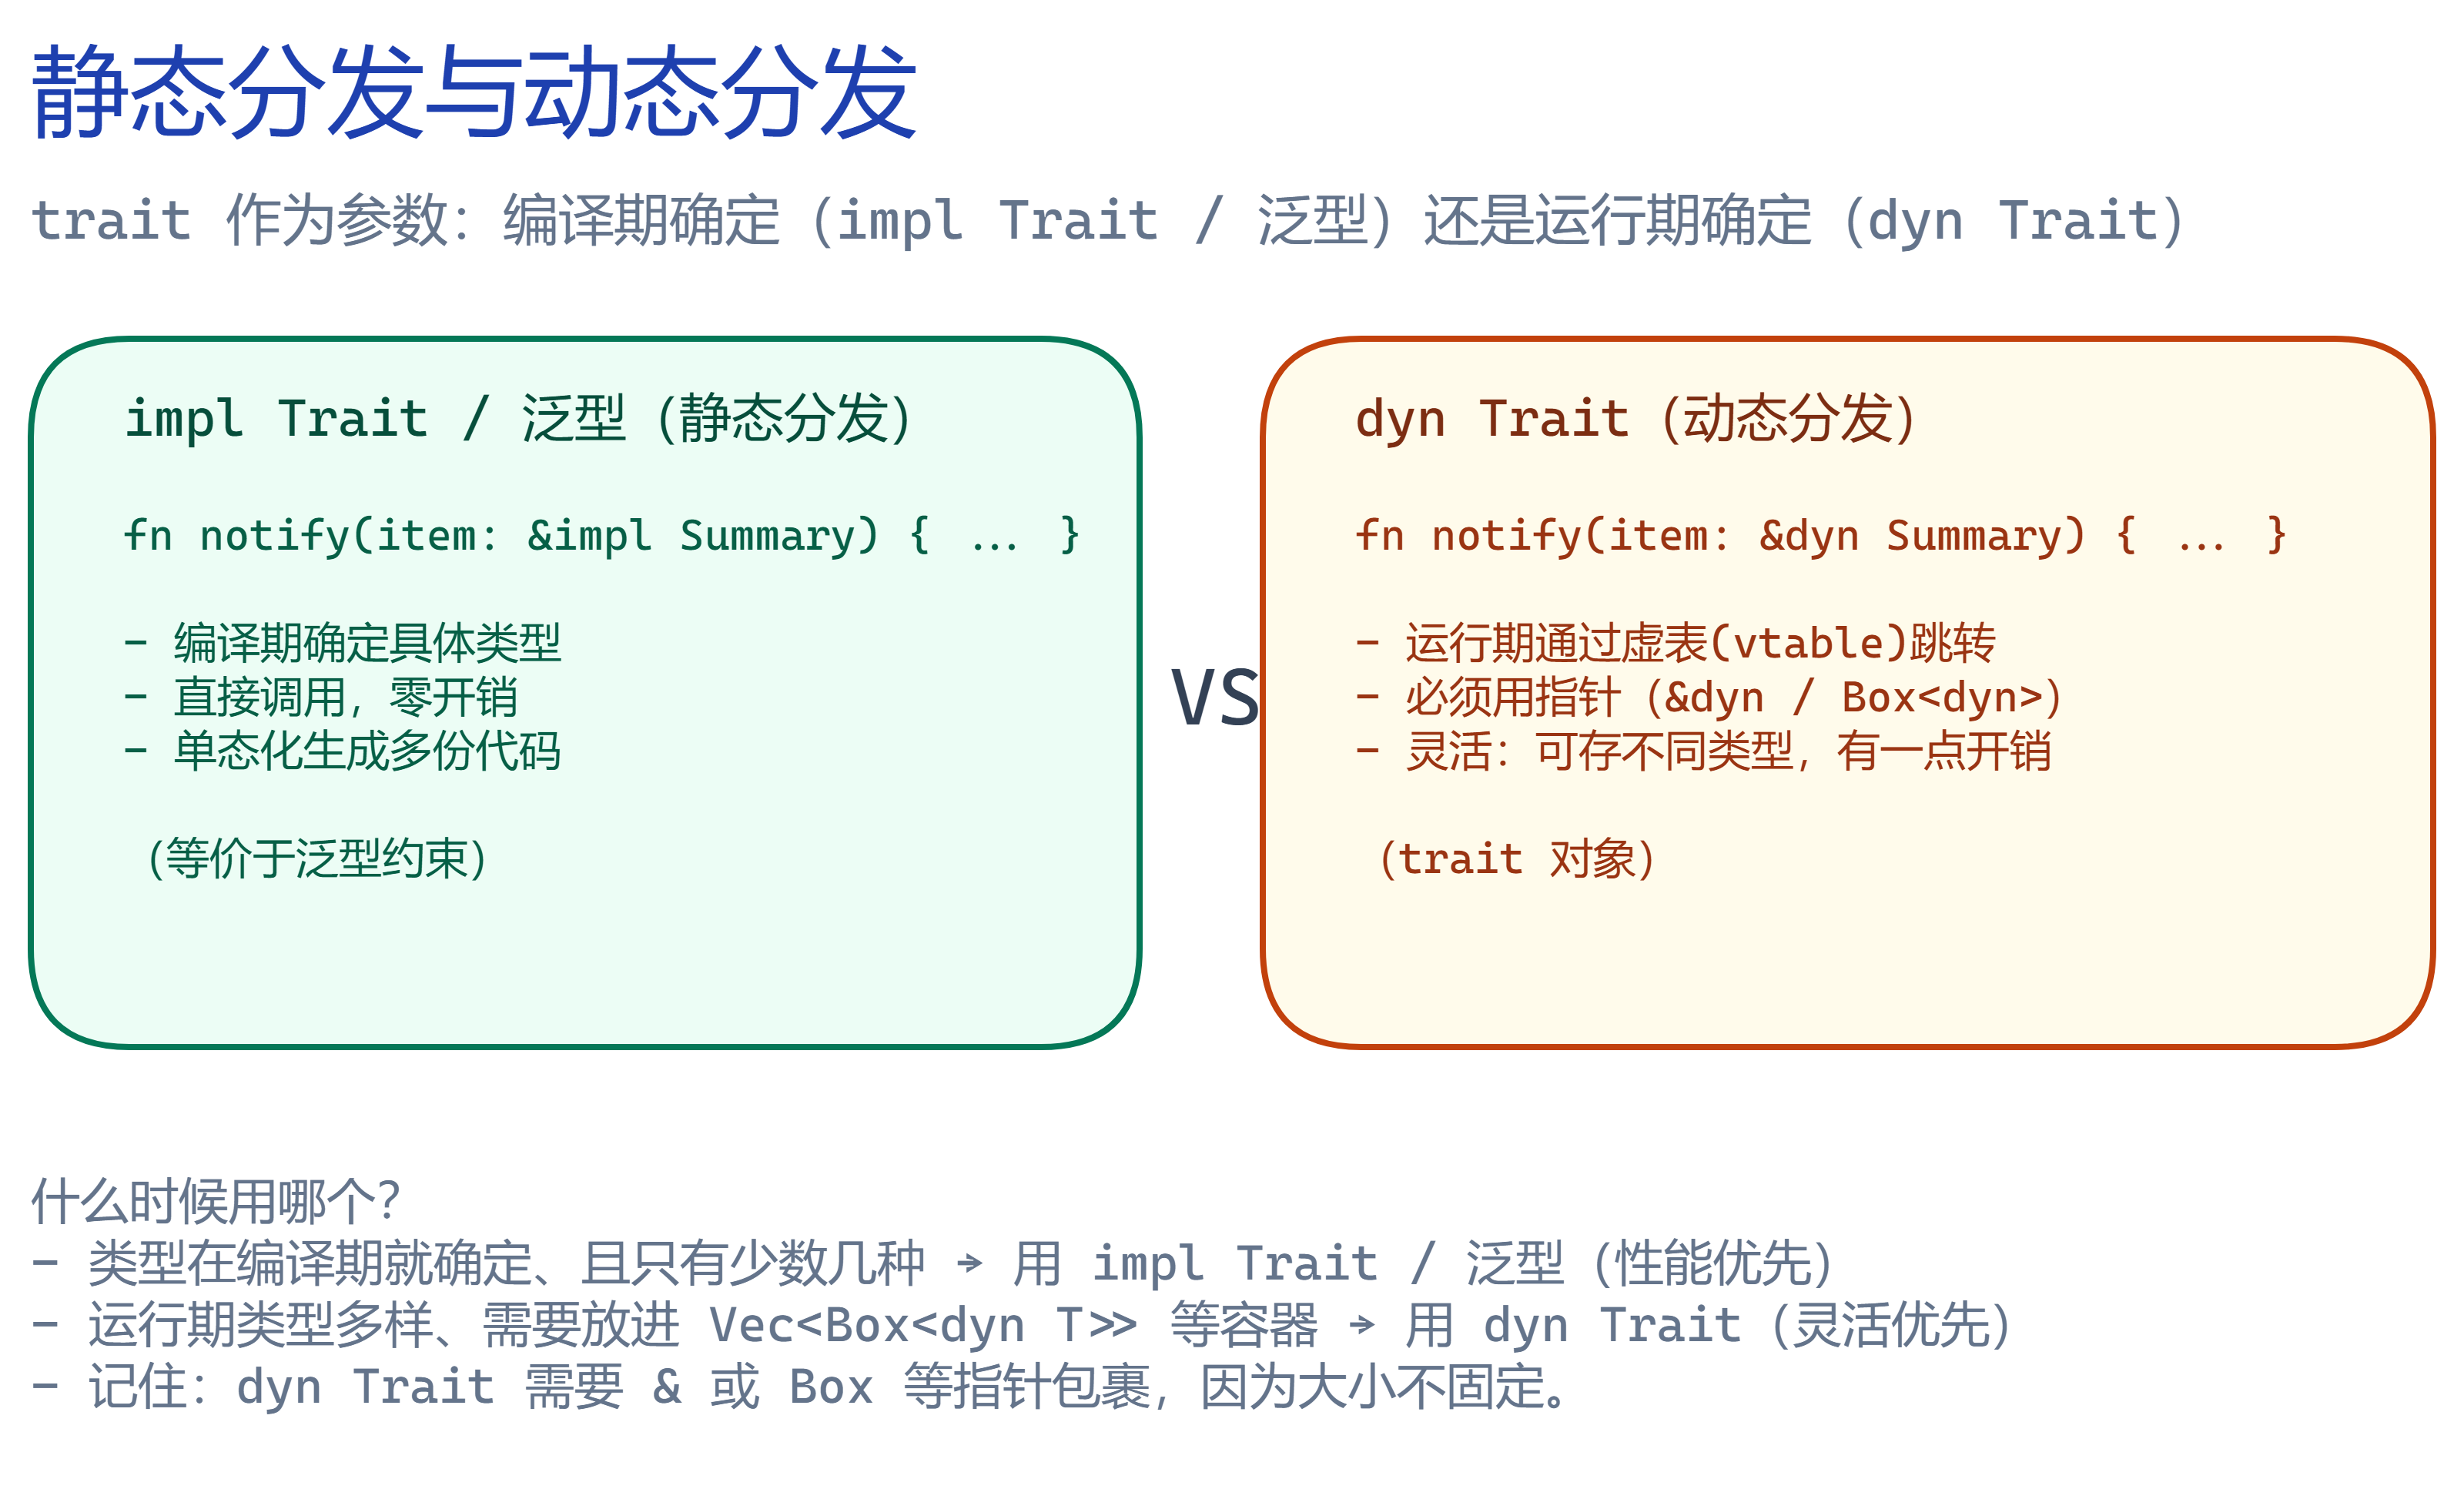 静态分发与动态分发
trait 作为参数：编译期确定（impl Trait / 泛型）还是运行期确定（dyn Trait）
impl Trait / 泛型（静态分发）
fn notify(item: &impl Summary) { ... }
- 编译期确定具体类型
- 直接调用，零开销
- 单态化生成多份代码
（等价于泛型约束）
VS
dyn Trait（动态分发）
fn notify(item: &dyn Summary) { ... }
- 运行期通过虚表(vtable)跳转
- 必须用指针（&dyn / Box<dyn>）
- 灵活：可存不同类型，有一点开销
（trait 对象）
什么时候用哪个？
- 类型在编译期就确定、且只有少数几种 → 用 impl Trait / 泛型（性能优先）
- 运行期类型多样、需要放进 Vec<Box<dyn T>> 等容器 → 用 dyn Trait（灵活优先）
- 记住：dyn Trait 需要 & 或 Box 等指针包裹，因为大小不固定。